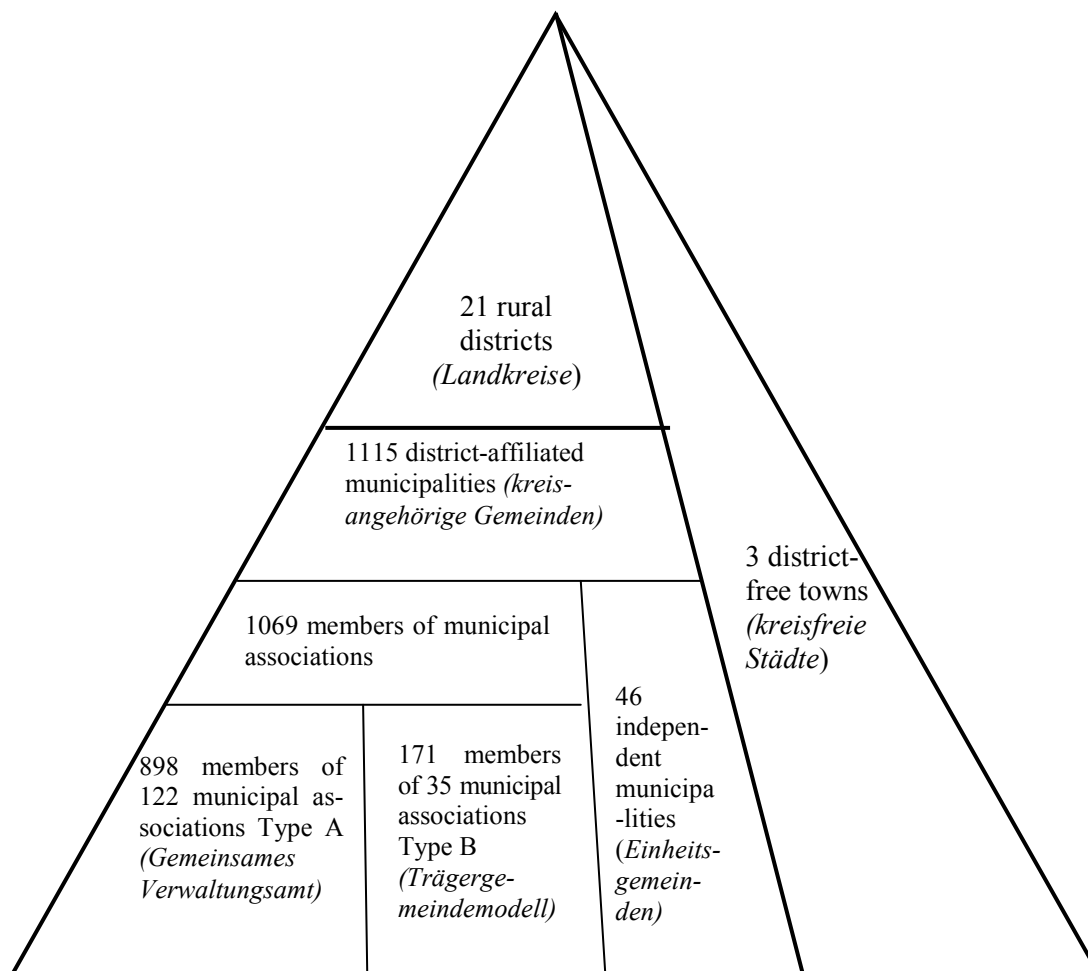 21 rural
districts
(Landkreise)
1115 district-affiliated
municipalities (kreis-
angehörige Gemeinden)
3 district-
free towns
(kreisfreie
Städte)
1069 members of municipal
associations
46
indepen-
dent
municipa
-lities
(Einheits-
gemein-
den)
898 members of
122 municipal as-
sociations Type A
(Gemeinsames
Verwaltungsamt)
171 members
of 35 municipal
associations
Type B
(Trägerge-
meindemodell)